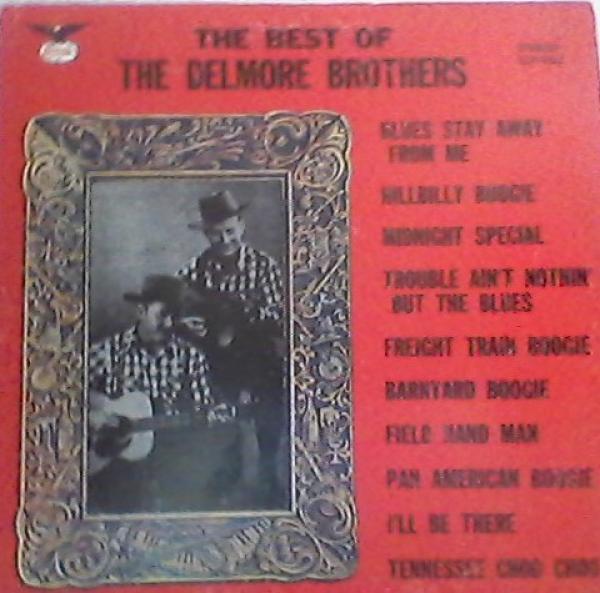 THE BEST OF
THE DELMORE BROTHERS
BLUES STAY AWAY
FROM ME
HILLBILLY BOOGIE
MIDNIGHT SPECIAL
TROUBLE AIN'T NOTHIN'
BUT THE BLUES
FREIGHT TRAIN BOOGIE
BARNYARD BOOGIE
FIELD HAND MAN
PAN AMERICAN BOOGIE
I'LL BE THERE
TENNESSEE CHOO CHOO